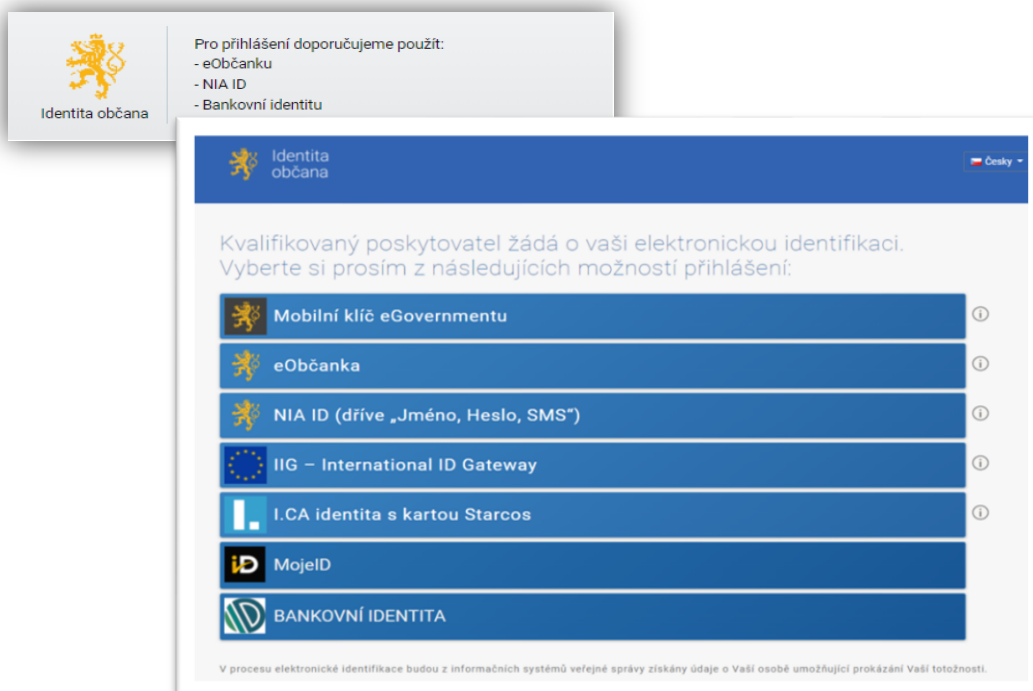 Pro přihlášení doporučujeme použít:
- eObčanku
- NIA ID
- Bankovní identitu
Identita občana
Identita
občana
Česky
Kvalifikovaný poskytovatel žádá o vaši elektronickou identifikaci.
Vyberte si prosím z následujících možností přihlášení:
Mobilní klíč eGovernmentu
eObčanka
NIA ID (dříve „Jméno, Heslo, SMS“)
IIG – International ID Gateway
I.CA identita s kartou Starcos
MojeID
BANKOVNÍ IDENTITA
V procesu elektronické identifikace budou z informačních systémů veřejné správy získány údaje o Vaší osobě umožňující prokázání Vaší totožnosti.